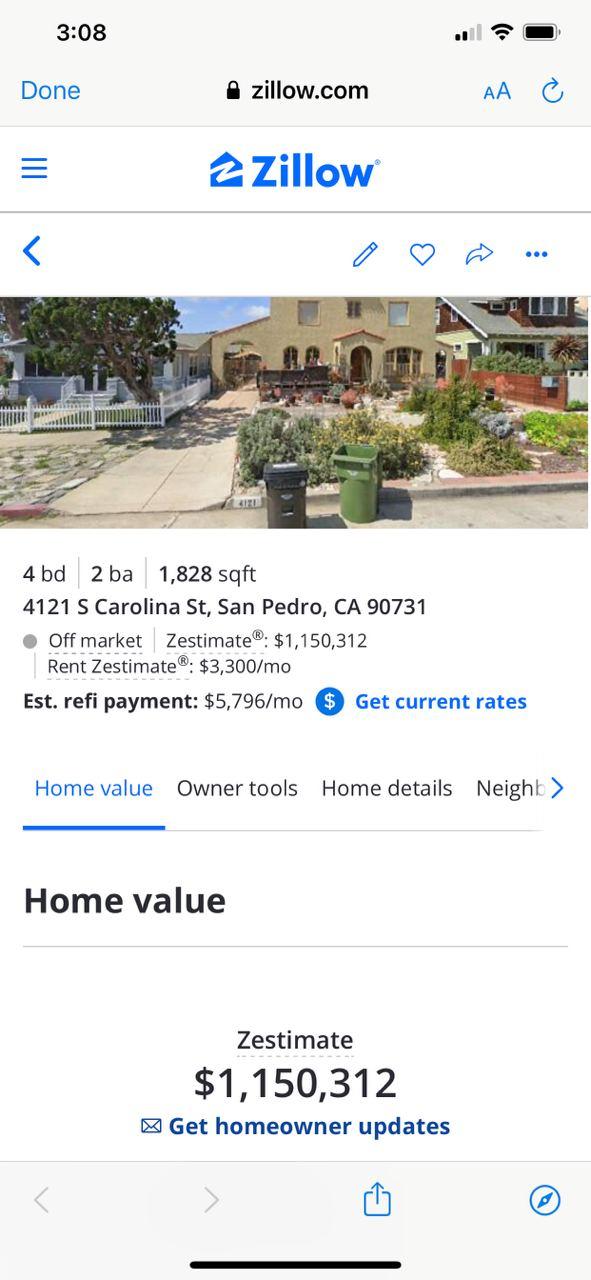 3:08
Done
zillow.com
AA
Zillow®
4121
4 bd | 2 ba | 1,828 sqft
4121 S Carolina St, San Pedro, CA 90731
Off market | Zestimate®: $1,150,312
| Rent Zestimate®: $3,300/mo
Est. refi payment: $5,796/mo $ Get current rates
Home value Owner tools Home details Neighb
Home value
Zestimate
$1,150,312
Get homeowner updates